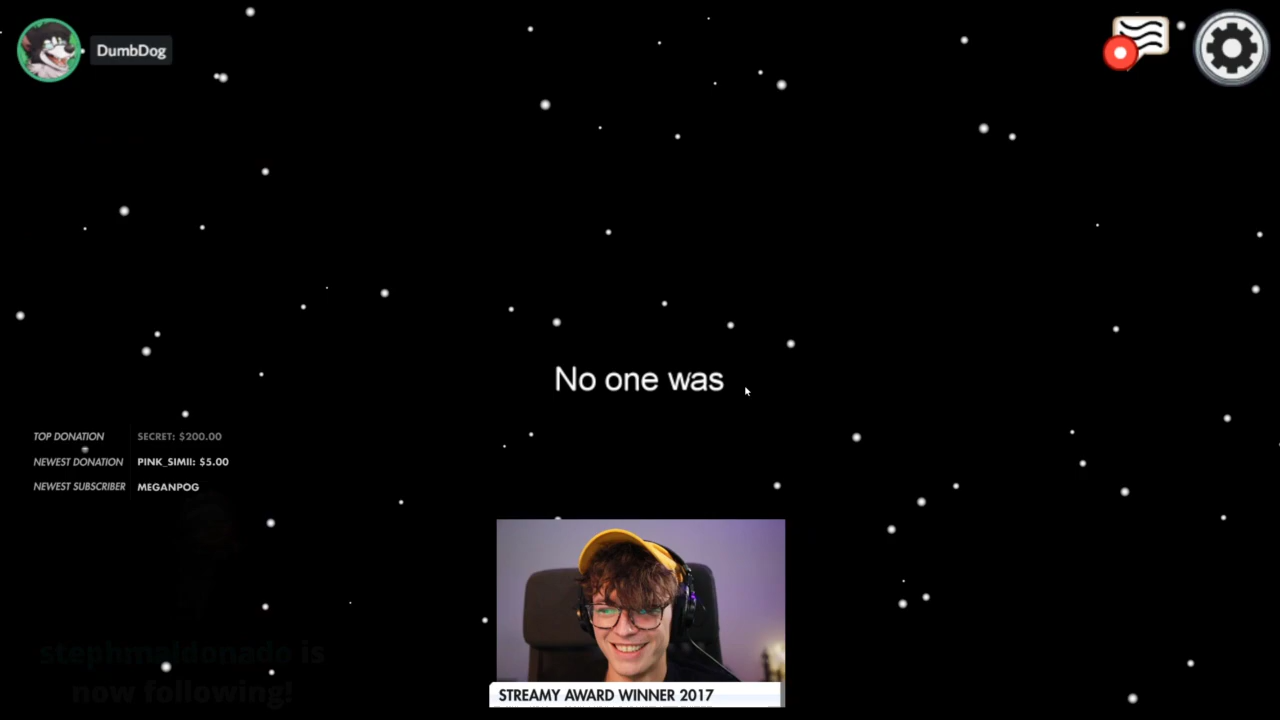 DumbDog
No one was
TOP DONATION SECRET: $200.00
NEWEST DONATION PINK_SIMII: $5.00
NEWEST SUBSCRIBER MEGANPOG
stephmaldonado is
now following!
STREAMY AWARD WINNER 2017